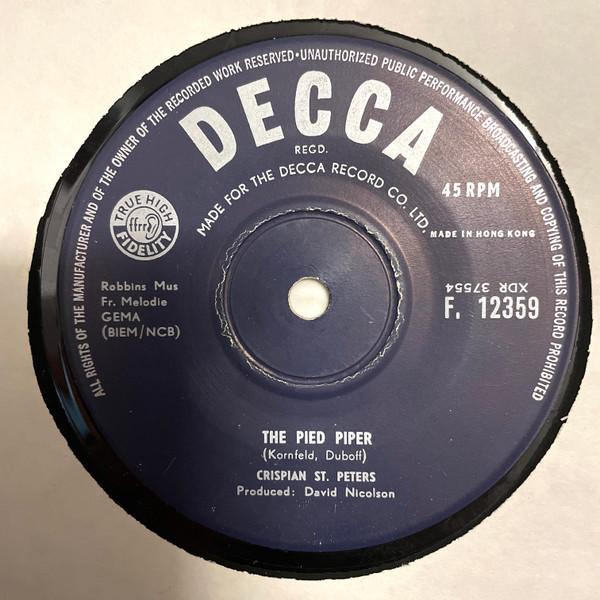 ALL RIGHTS OF THE MANUFACTURER AND OF THE OWNER OF THE RECORDED WORK RESERVED•UNAUTHORIZED PUBLIC PERFORMANCE BROADCASTING AND COPYING OF THIS RECORD PROHIBITED
DECCA
REGD.
MADE FOR THE DECCA RECORD CO. LTD.
45 RPM
MADE IN HONG KONG
TRUE HIGH
ffrr
FIDELITY
Robbins Mus
Fr. Melodie
GEMA
(BIEM/NCB)
XDR 37554
F. 12359
THE PIED PIPER
(Kornfeld, Duboff)
CRISPIAN ST. PETERS
Produced: David Nicolson